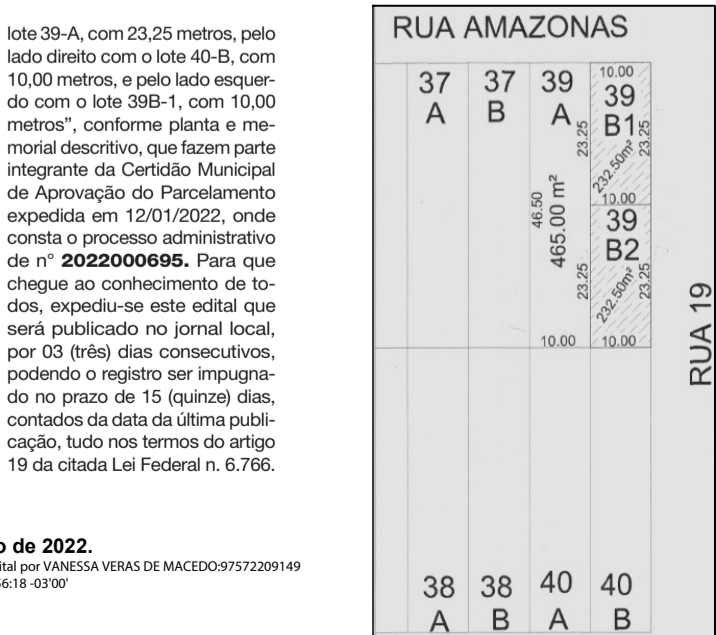 lote 39-A, com 23,25 metros, pelo
lado direito com o lote 40-B, com
10,00 metros, e pelo lado esquer-
do com o lote 39B-1, com 10,00
metros”, conforme planta e me-
morial descritivo, que fazem parte
integrante da Certidão Municipal
de Aprovação do Parcelamento
expedida em 12/01/2022, onde
consta o processo administrativo
de n° 2022000695. Para que
chegue ao conhecimento de to-
dos, expediu-se este edital que
será publicado no jornal local,
por 03 (três) dias consecutivos,
podendo o registro ser impugna-
do no prazo de 15 (quinze) dias,
contados da data da última publi-
cação, tudo nos termos do artigo
19 da citada Lei Federal n. 6.766.
o de 2022.
ital por VANESSA VERAS DE MACEDO:97572209149
56:18 -03'00'
RUA AMAZONAS
37
A
37
B
39
A
10.00
39
B1
23.25
23.25
232.50m²
10.00
46.50
465.00 m²
39
B2
23.25
23.25
232.50m²
10.00
10.00
RUA 19
38
A
38
B
40
A
40
B